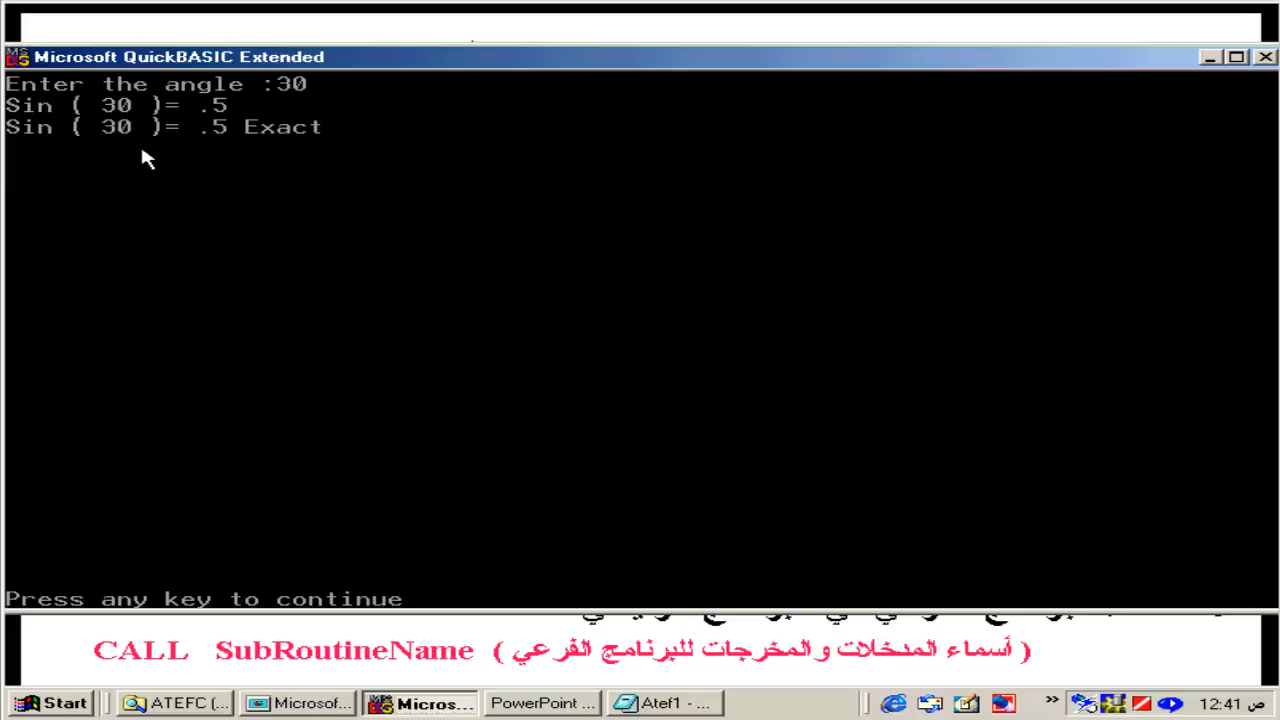 Microsoft QuickBASIC Extended
Enter the angle :30
Sin ( 30 )= .5
Sin ( 30 )= .5 Exact
Press any key to continue
CALL SubRoutineName ( أسماء المدخلات والمخرجات للبرنامج الفرعي )
Start ATEFC (... Misosof... Micros... PowerPoint ... Atef1 - ... » 12:41 ص